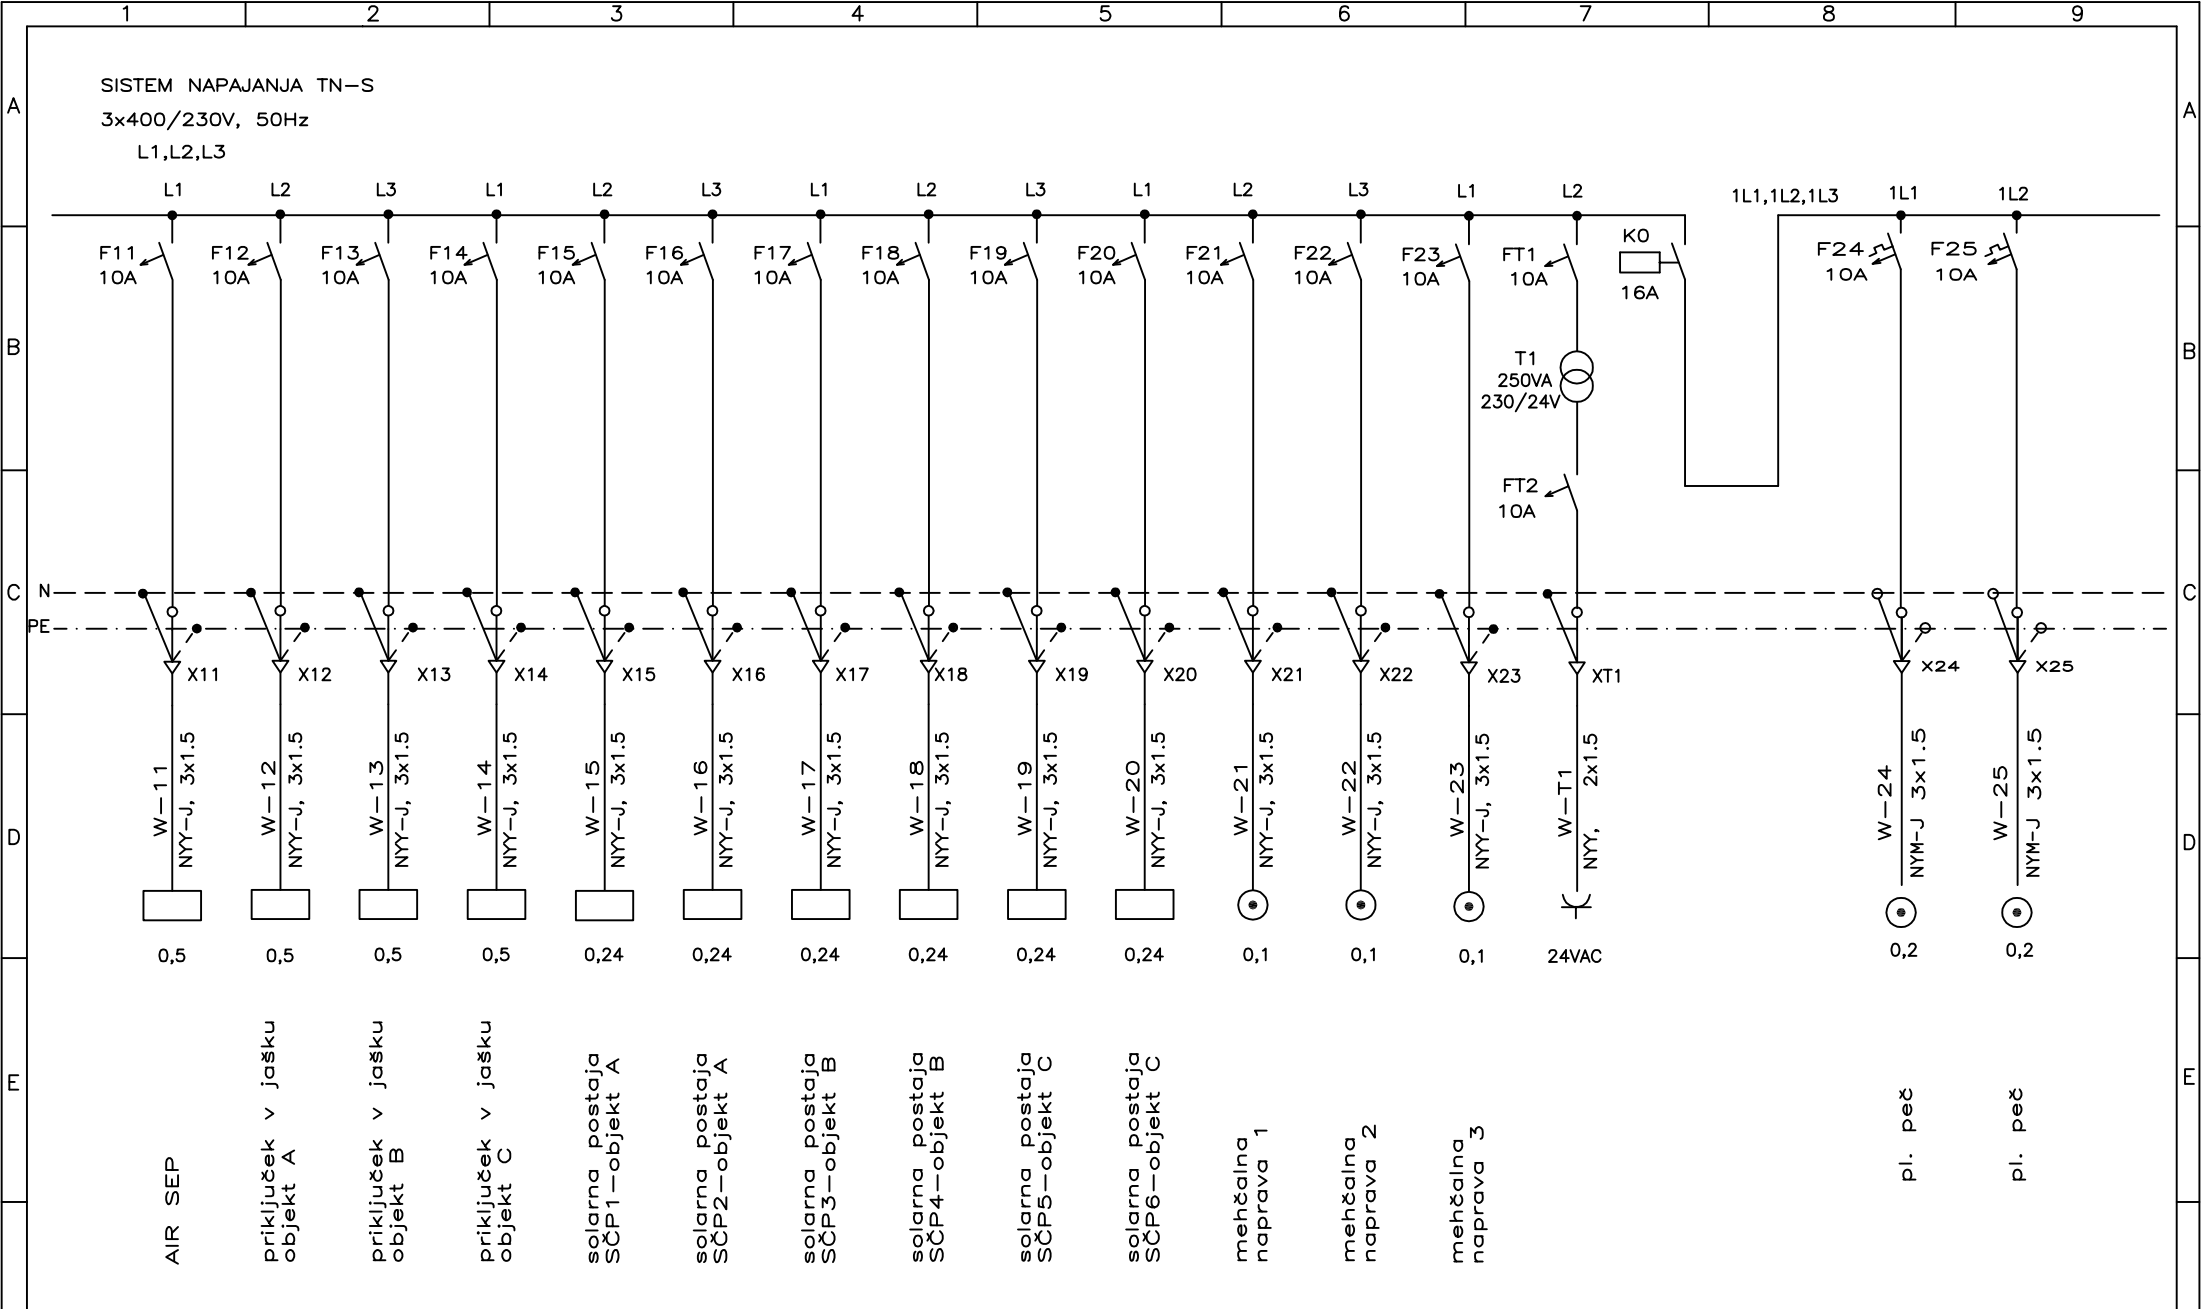 1 2 3 4 5 6 7 8 9
SISTEM NAPAJANJA TN-S
A A
3x400/230V, 50Hz
L1,L2,L3
L1 L2 L3 L1 L2 L3 L1 L2 L3 L1 L2 L3 L1 L2 1L1,1L2,1L3 1L1 1L2
K0
F11 F12 F13 F14 F15 F16 F17 F18 F19 F20 F21 F22 F23 FT1 F24 F25
10A 10A 10A 10A 10A 10A 10A 10A 10A 10A 10A 10A 10A 10A 16A 10A 10A
B B
T1
250VA
230/24V
FT2
10A
C N C
PE
X11 X12 X13 X14 X15 X16 X17 X18 X19 X20 X21 X22 X23 XT1 X24 X25
W-11
NYY-J, 3x1.5
W-12
NYY-J, 3x1.5
W-13
NYY-J, 3x1.5
W-14
NYY-J, 3x1.5
W-15
NYY-J, 3x1.5
W-16
NYY-J, 3x1.5
W-17
NYY-J, 3x1.5
W-18
NYY-J, 3x1.5
W-19
NYY-J, 3x1.5
W-20
NYY-J, 3x1.5
W-21
NYY-J, 3x1.5
W-22
NYY-J, 3x1.5
W-23
NYY-J, 3x1.5
W-T1
NYY, 2x1.5
W-24
NYM-J 3x1.5
W-25
NYM-J 3x1.5
D D
0,5 0,5 0,5 0,5 0,24 0,24 0,24 0,24 0,24 0,24 0,1 0,1 0,1 24VAC 0,2 0,2
E E
AIR SEP
priključek v jašku
objekt A
priključek v jašku
objekt B
priključek v jašku
objekt C
solarna postaja
SČP1-objekt A
solarna postaja
SČP2-objekt A
solarna postaja
SČP3-objekt B
solarna postaja
SČP4-objekt B
solarna postaja
SČP5-objekt C
solarna postaja
SČP6-objekt C
mehčalna
naprava 1
mehčalna
naprava 2
mehčalna
naprava 3
pl. peč
pl. peč